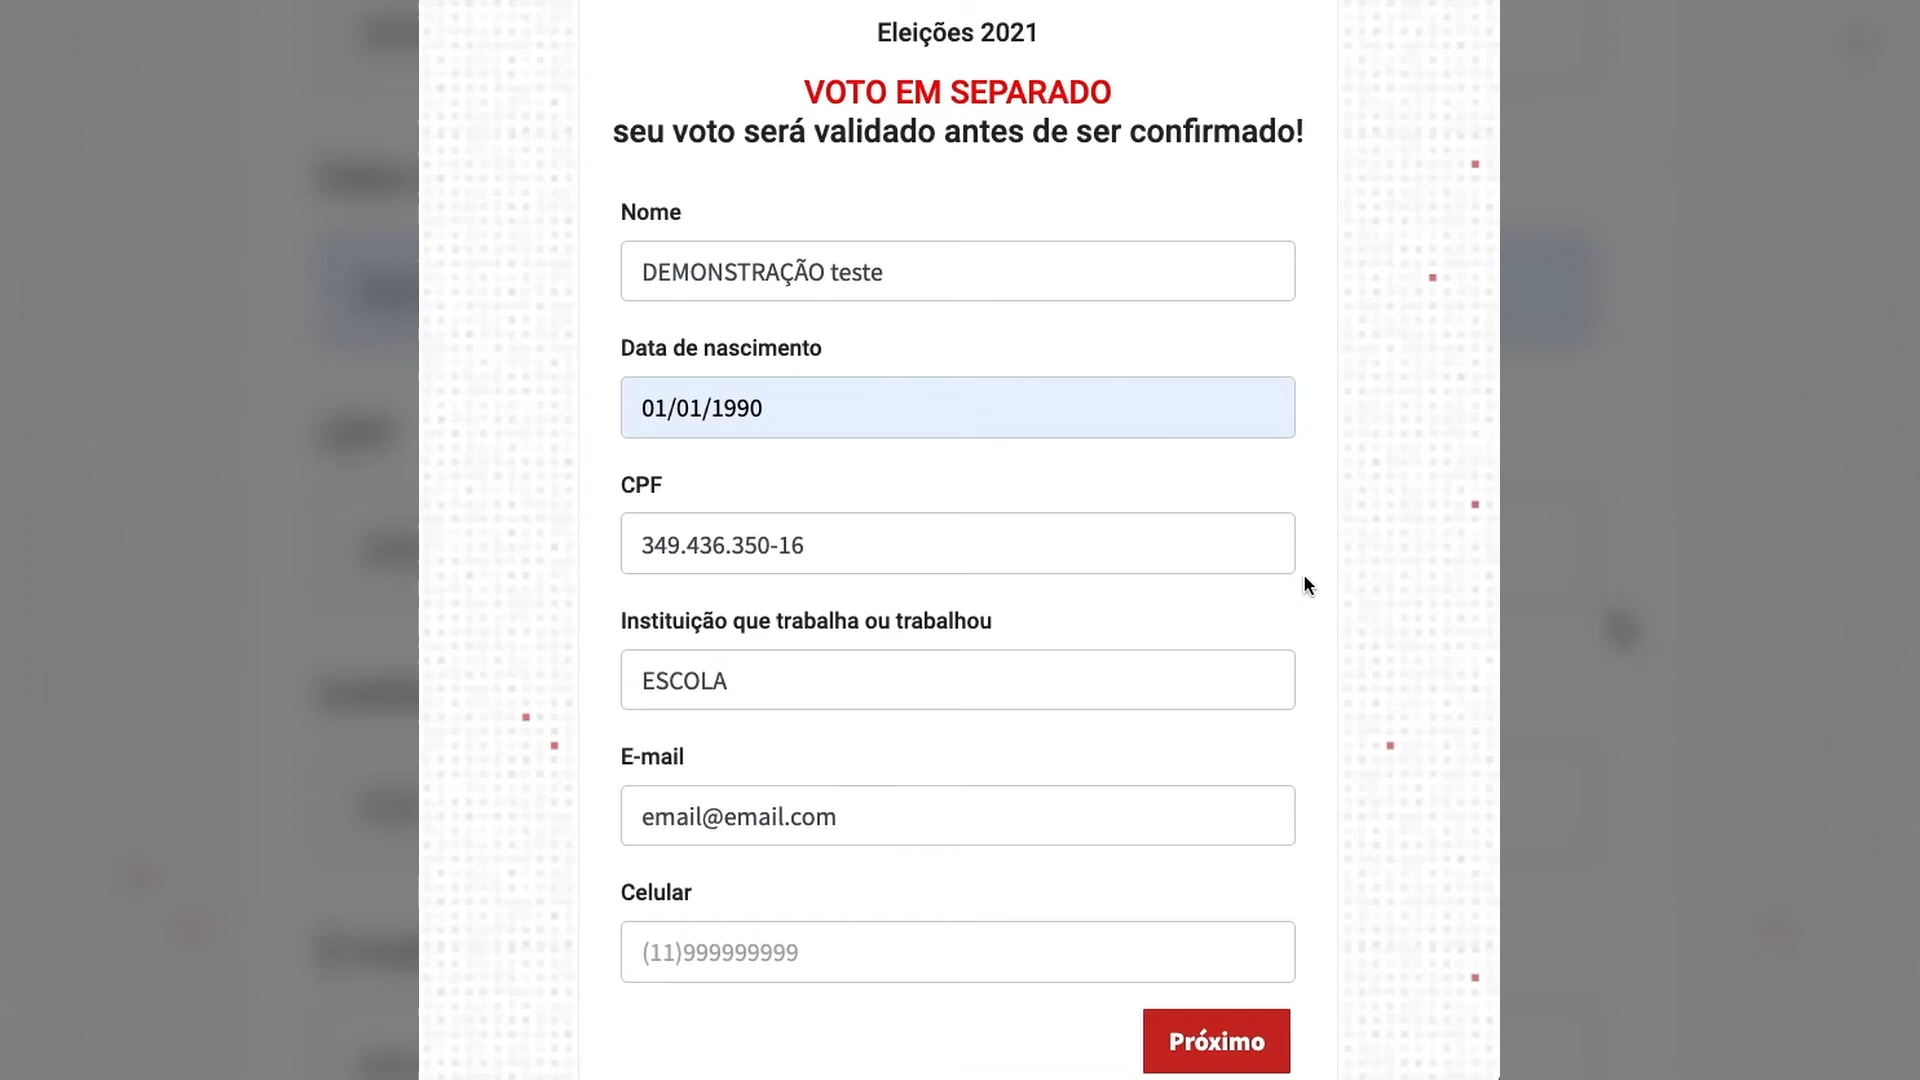 Eleições 2021
VOTO EM SEPARADO
seu voto será validado antes de ser confirmado!
Nome
DEMONSTRAÇÃO teste
Data de nascimento
01/01/1990
CPF
349.436.350-16
Instituição que trabalha ou trabalhou
ESCOLA
E-mail
email@email.com
Celular
(11)999999999
Próximo